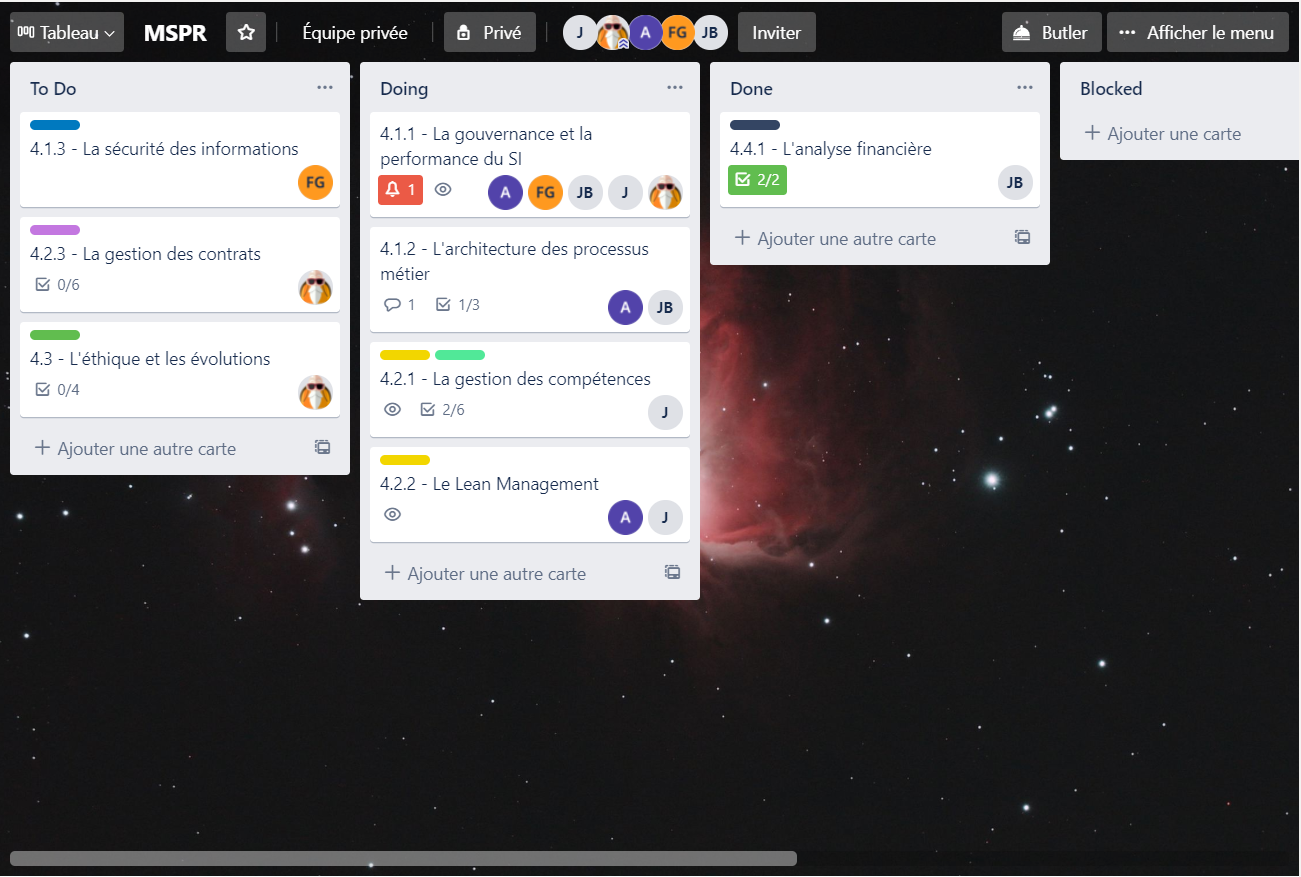 Tableau
MSPR
Équipe privée
Privé
J
A
FG
JB
Inviter
Butler
Afficher le menu
To Do
4.1.3 - La sécurité des informations
FG
4.2.3 - La gestion des contrats
0/6
4.3 - L'éthique et les évolutions
0/4
Ajouter une autre carte
Doing
4.1.1 - La gouvernance et la
performance du SI
1
A
FG
JB
J
4.1.2 - L'architecture des processus
métier
1
1/3
A
JB
4.2.1 - La gestion des compétences
2/6
J
4.2.2 - Le Lean Management
A
J
Ajouter une autre carte
Done
4.4.1 - L'analyse financière
2/2
JB
Ajouter une autre carte
Blocked
Ajouter une carte